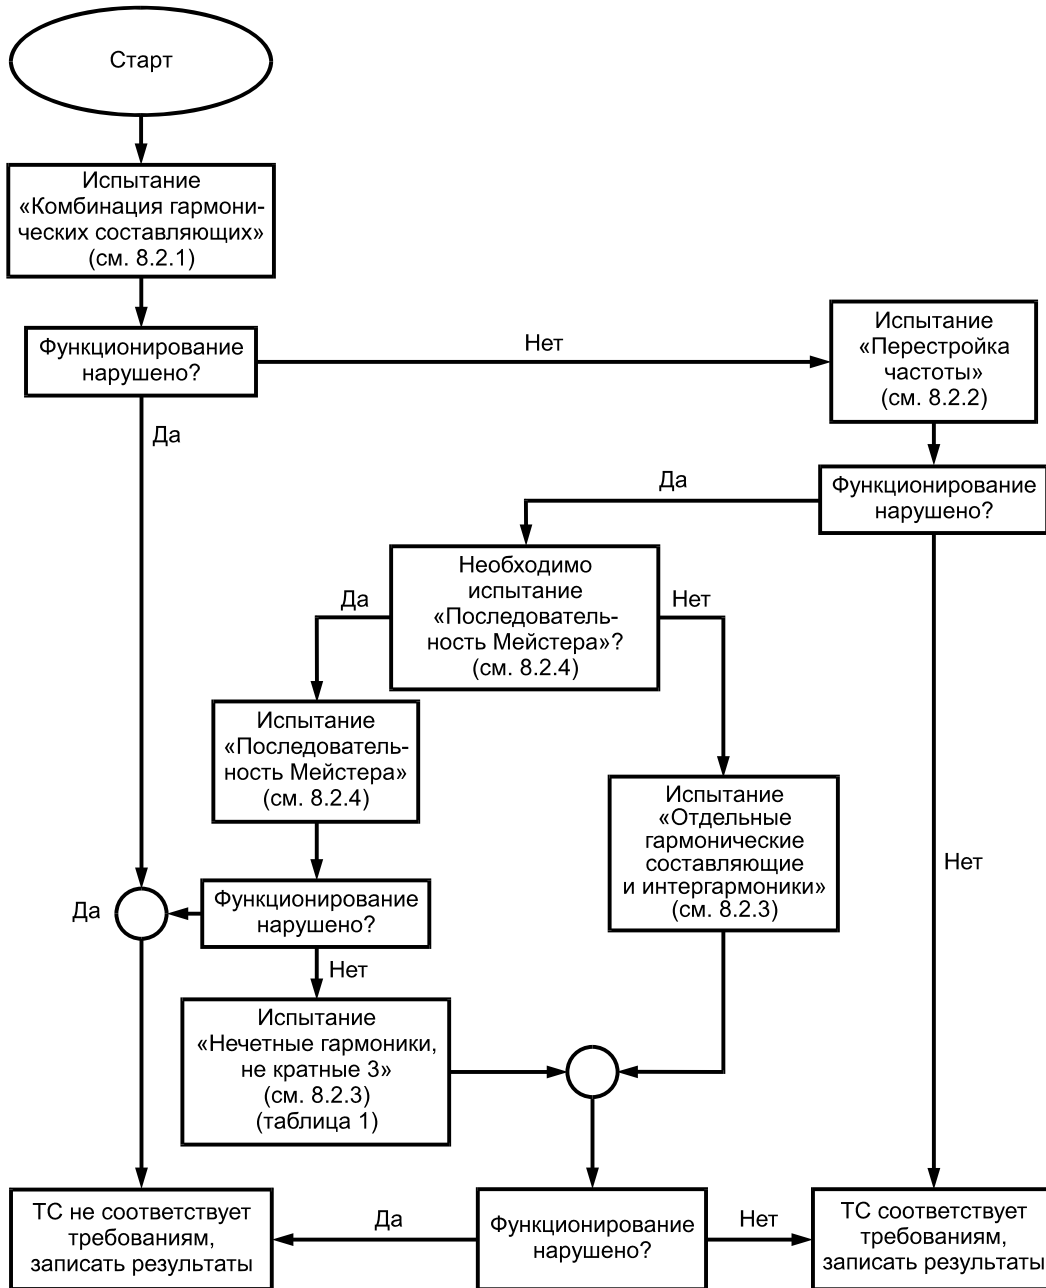 Старт
Испытание
«Комбинация гармони-
ческих составляющих»
(см. 8.2.1)
Функционирование
нарушено?
Нет
Испытание
«Перестройка
частоты»
(см. 8.2.2)
Да
Функционирование
нарушено?
Да
Необходимо
испытание
«Последователь-
ность Мейстера»?
(см. 8.2.4)
Да
Нет
Испытание
«Последователь-
ность Мейстера»
(см. 8.2.4)
Испытание
«Отдельные
гармонические
составляющие
и интергармоники»
(см. 8.2.3)
Нет
Да
Функционирование
нарушено?
Нет
Испытание
«Нечетные гармоники,
не кратные 3»
(см. 8.2.3)
(таблица 1)
ТС не соответствует
требованиям,
записать результаты
Да
Функционирование
нарушено?
Нет
ТС соответствует
требованиям,
записать результаты